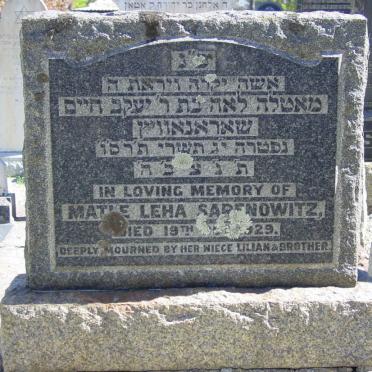 פ"נ
אשה יקרה ויראת ה
מאטלה לאה בת ר' יעקב חיים
שאראנאוויץ
נפטרה י"ג תשרי
ת נ צ ב ה
IN LOVING MEMORY OF
MATLE LEHA SARENOWITZ,
DIED 19TH 1929.
DEEPLY MOURNED BY HER NIECE LILIAN & BROTHER.